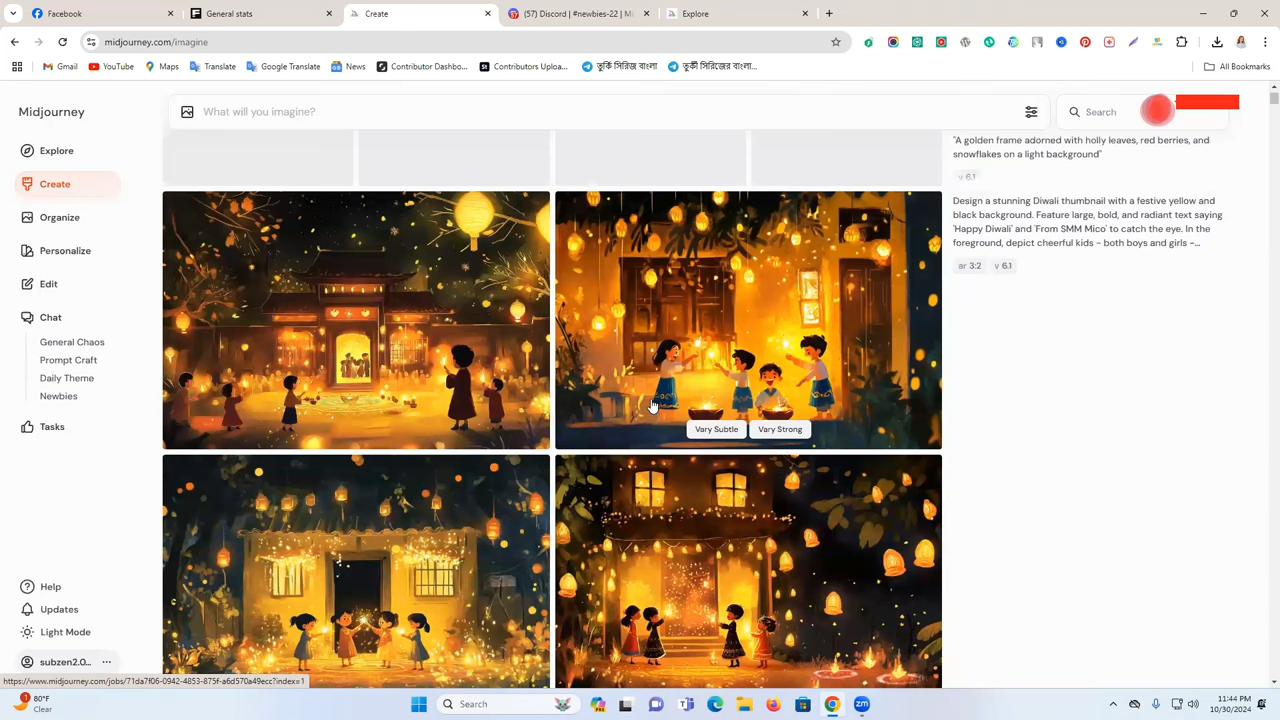 Facebook
General stats
Create
(57) Discord | #newbies-22 | Mi
Explore
midjourney.com/imagine
Gmail
YouTube
Maps
Translate
Google Translate
News
Contributor Dashbo...
Contributors Uploa...
তুর্কি সিরিজ বাংলা
তুর্কী সিরিজের বাংলা...
All Bookmarks
Midjourney
What will you imagine?
Search
Explore
Create
Organize
Personalize
Edit
Chat
General Chaos
Prompt Craft
Daily Theme
Newbies
Tasks
"A golden frame adorned with holly leaves, red berries, and
snowflakes on a light background"
v 6.1
Design a stunning Diwali thumbnail with a festive yellow and
black background. Feature large, bold, and radiant text saying
'Happy Diwali' and 'From SMM Mico' to catch the eye. In the
foreground, depict cheerful kids - both boys and girls -...
ar 3:2 v 6.1
Vary Subtle
Vary Strong
Help
Updates
Light Mode
subzen2.0...
https://www.midjourney.com/jobs/71da7f06-0942-4853-875f-a6d570a49ecc?index=1
1
80°F
Clear
Search
11:44 PM
10/30/2024